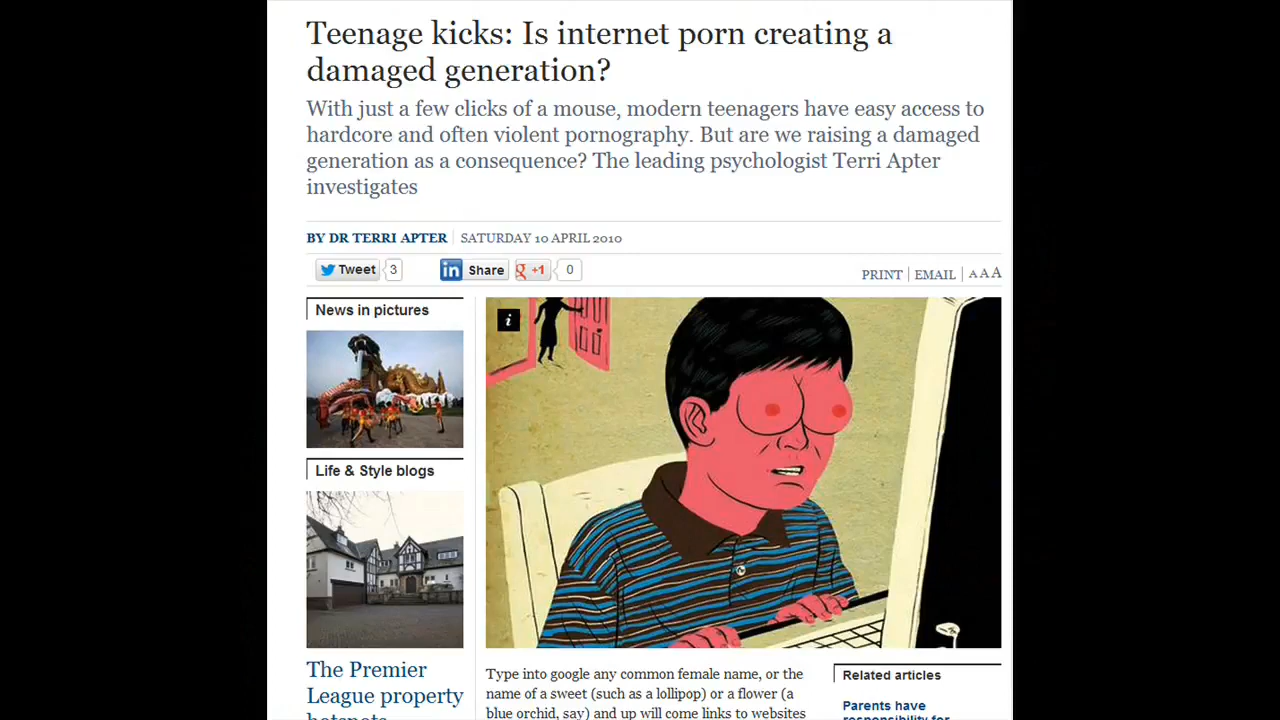 Teenage kicks: Is internet porn creating a
damaged generation?
With just a few clicks of a mouse, modern teenagers have easy access to
hardcore and often violent pornography. But are we raising a damaged
generation as a consequence? The leading psychologist Terri Apter
investigates
BY DR TERRI APTER SATURDAY 10 APRIL 2010
Tweet 3 in Share g +1 0
PRINT EMAIL A A A
News in pictures
i
Life & Style blogs
The Premier
League property
hotspots
Type into google any common female name, or the
name of a sweet (such as a lollipop) or a flower (a
blue orchid, say) and up will come links to websites
Related articles
Parents have
responsibility for